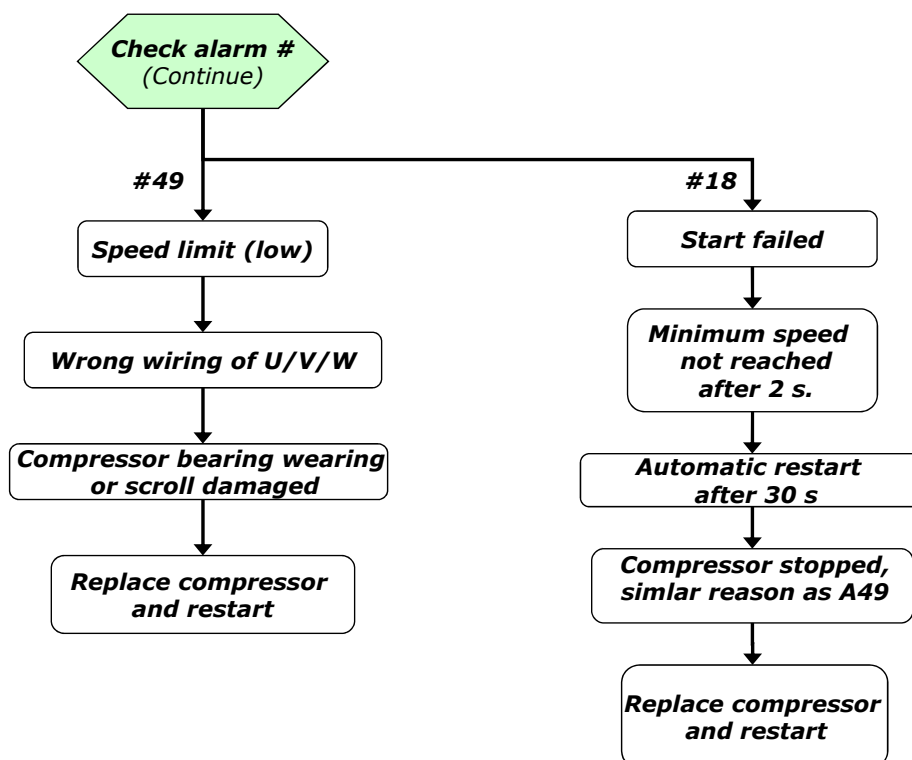 Check alarm #
(Continue)
#49
#18
Speed limit (low)
Start failed
Wrong wiring of U/V/W
Minimum speed
not reached
after 2 s.
Compressor bearing wearing
or scroll damaged
Automatic restart
after 30 s
Replace compressor
and restart
Compressor stopped,
simlar reason as A49
Replace compressor
and restart